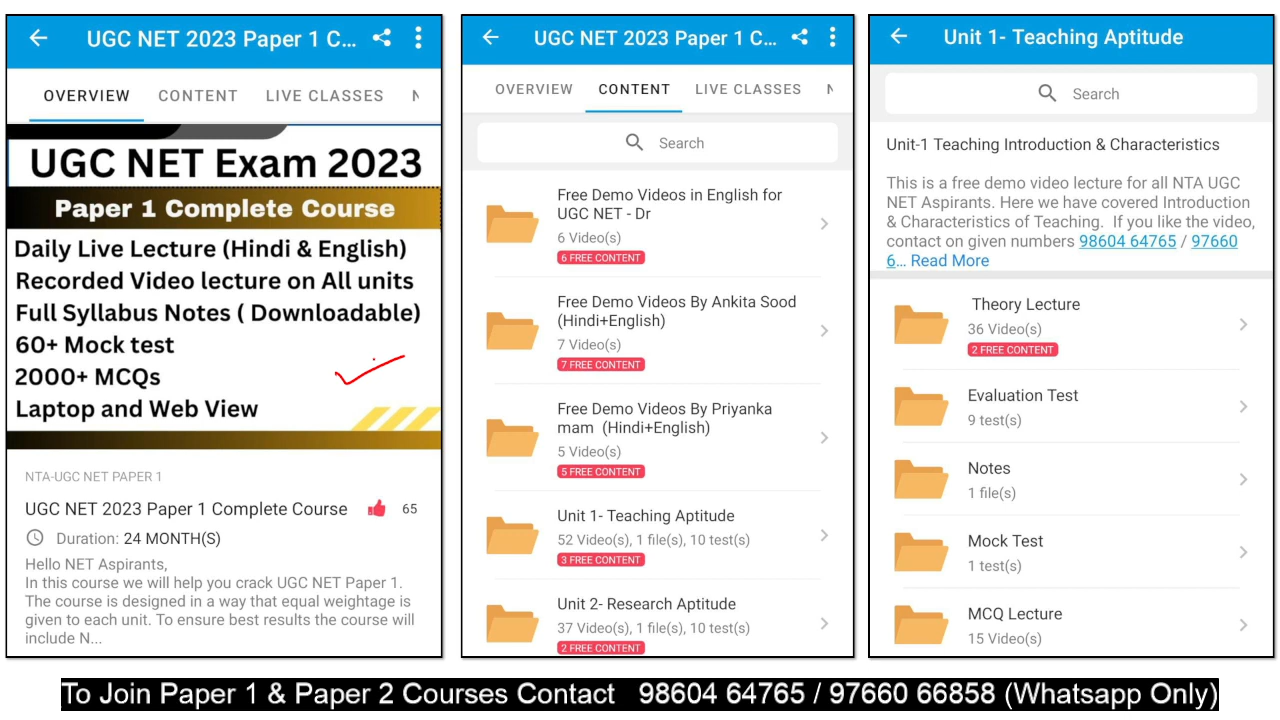 UGC NET 2023 Paper 1 C...
OVERVIEW CONTENT LIVE CLASSES
UGC NET Exam 2023
Paper 1 Complete Course
Daily Live Lecture (Hindi & English)
Recorded Video lecture on All units
Full Syllabus Notes ( Downloadable)
60+ Mock test
2000+ MCQs
Laptop and Web View
NTA-UGC NET PAPER 1
UGC NET 2023 Paper 1 Complete Course 65
Duration: 24 MONTH(S)
Hello NET Aspirants,
In this course we will help you crack UGC NET Paper 1.
The course is designed in a way that equal weightage is
given to each unit. To ensure best results the course will
include N...
UGC NET 2023 Paper 1 C...
OVERVIEW CONTENT LIVE CLASSES
Search
Free Demo Videos in English for
UGC NET - Dr
6 Video(s)
6 FREE CONTENT
Free Demo Videos By Ankita Sood
(Hindi+English)
7 Video(s)
7 FREE CONTENT
Free Demo Videos By Priyanka
mam (Hindi+English)
5 Video(s)
5 FREE CONTENT
Unit 1- Teaching Aptitude
52 Video(s), 1 file(s), 10 test(s)
3 FREE CONTENT
Unit 2- Research Aptitude
37 Video(s), 1 file(s), 10 test(s)
2 FREE CONTENT
Unit 1- Teaching Aptitude
Search
Unit-1 Teaching Introduction & Characteristics
This is a free demo video lecture for all NTA UGC
NET Aspirants. Here we have covered Introduction
& Characteristics of Teaching. If you like the video,
contact on given numbers 98604 64765 / 97660
6... Read More
Theory Lecture
36 Video(s)
2 FREE CONTENT
Evaluation Test
9 test(s)
Notes
1 file(s)
Mock Test
1 test(s)
MCQ Lecture
15 Video(s)
To Join Paper 1 & Paper 2 Courses Contact 98604 64765 / 97660 66858 (Whatsapp Only)